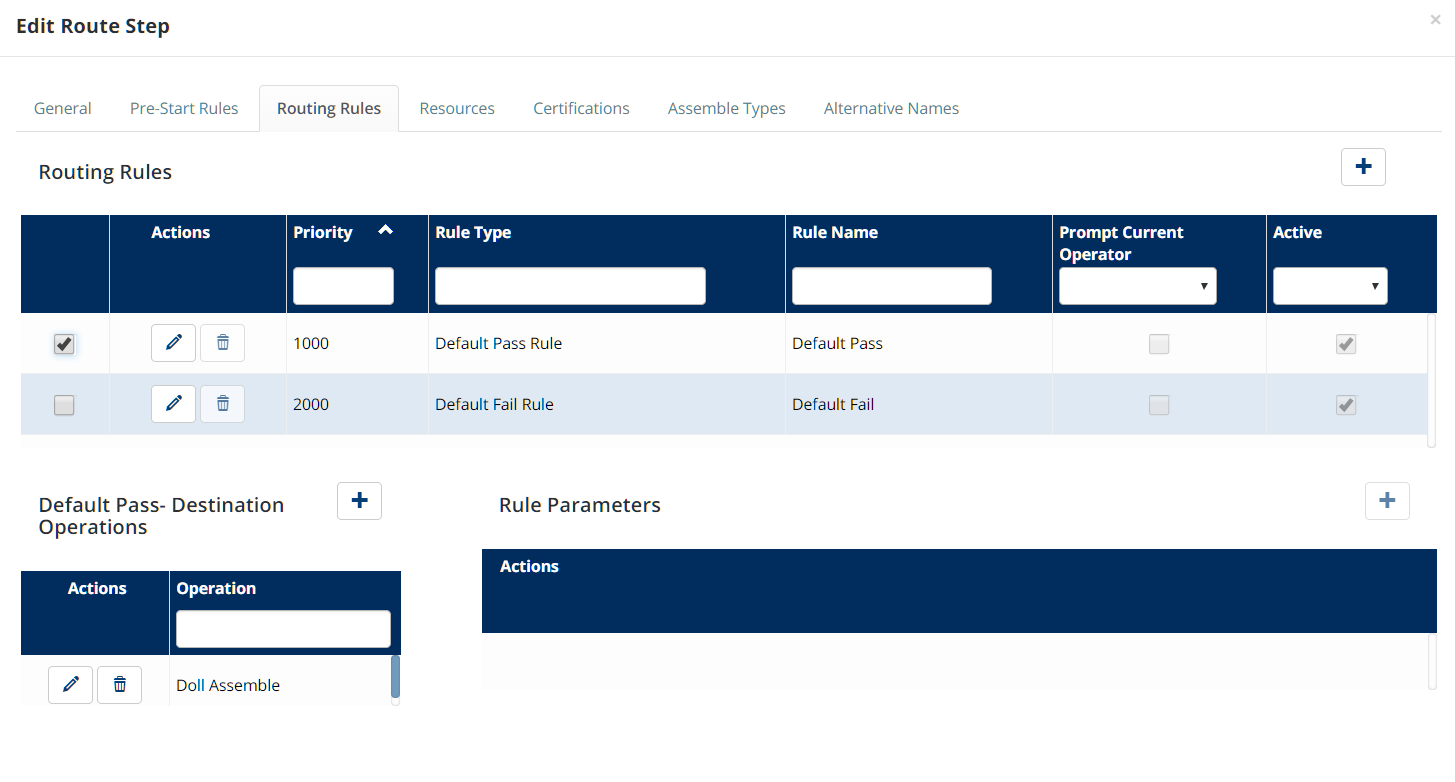 Edit Route Step
×
General Pre-Start Rules Routing Rules Resources Certifications Assemble Types Alternative Names
Routing Rules
Actions Priority Rule Type Rule Name Prompt Current Operator Active
1000 Default Pass Rule Default Pass
2000 Default Fail Rule Default Fail
Default Pass- Destination
Operations
Rule Parameters
Actions Operation
Actions
Doll Assemble